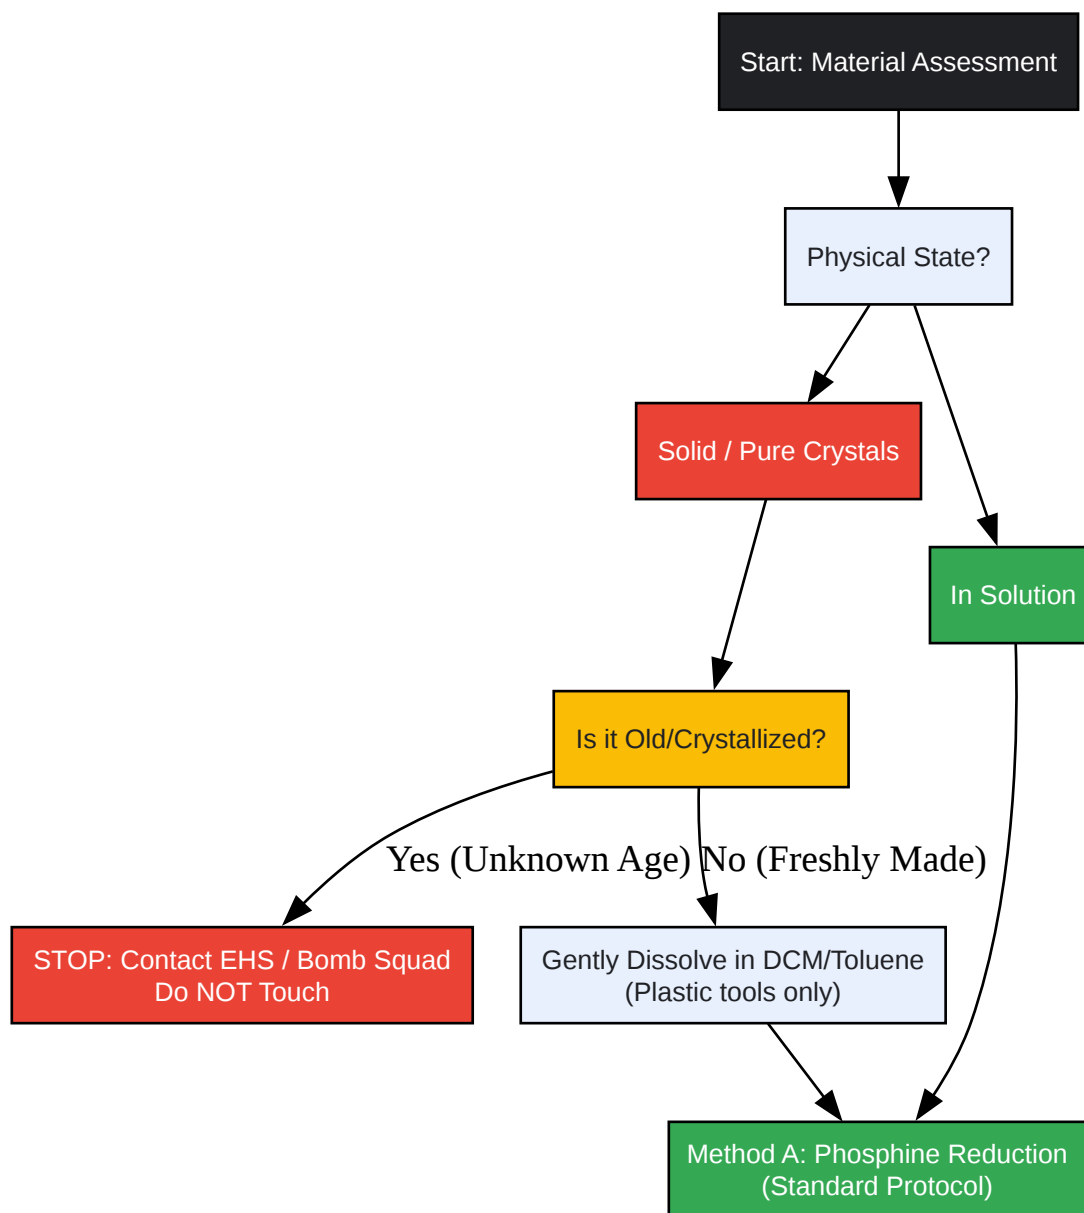 Start: Material Assessment
Physical State?
Solid / Pure Crystals
In Solution
Is it Old/Crystallized?
Yes (Unknown Age)
No (Freshly Made)
STOP: Contact EHS / Bomb Squad
Do NOT Touch
Gently Dissolve in DCM/Toluene
(Plastic tools only)
Method A: Phosphine Reduction
(Standard Protocol)